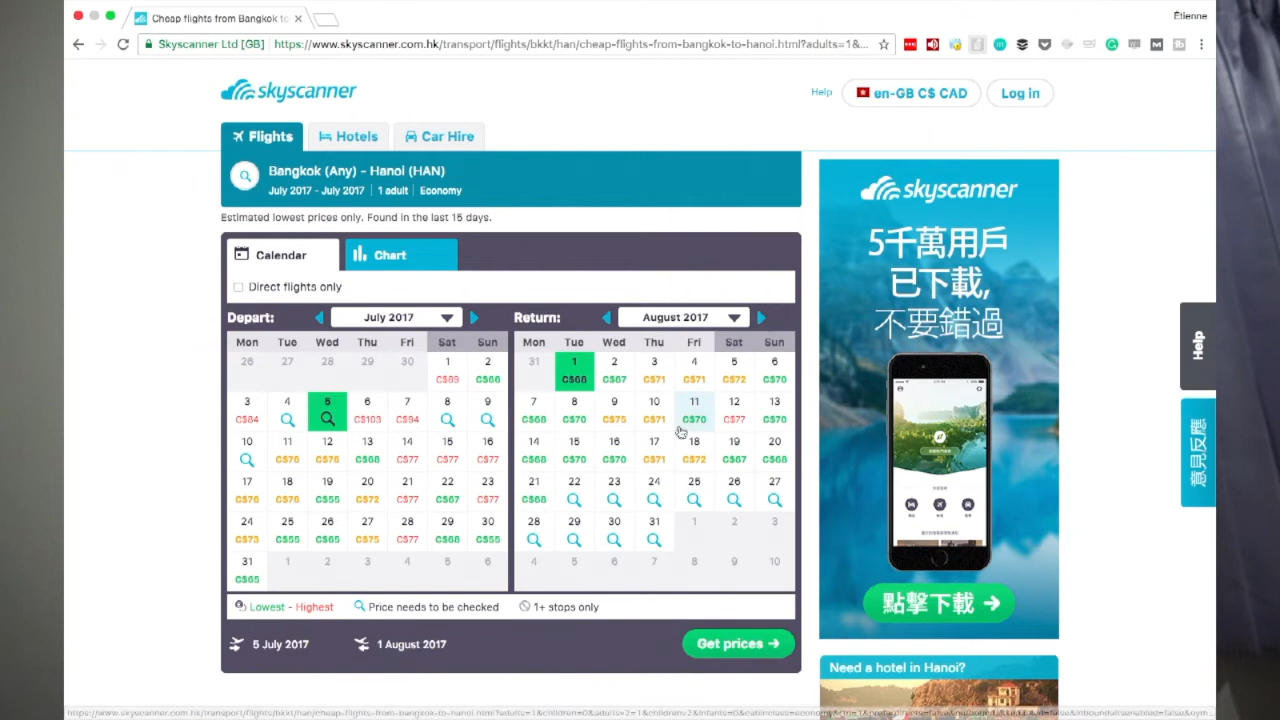 Cheap flights from Bangkok to
Étienne
Skyscanner Ltd [GB] https://www.skyscanner.com.hk/transport/flights/bkkt/han/cheap-flights-from-bangkok-to-hanoi.html?adults=1&...
skyscanner
Help
en-GB C$ CAD
Log in
Flights
Hotels
Car Hire
Bangkok (Any) - Hanoi (HAN)
July 2017 - July 2017 1 adult Economy
Estimated lowest prices only. Found in the last 15 days.
Calendar
Chart
Direct flights only
Depart: July 2017
Mon Tue Wed Thu Fri Sat Sun
26 27 28 29 30 1 2
C$89 C$66
3 4 5 6 7 8 9
C$84 C$103 C$94
10 11 12 13 14 15 16
C$76 C$76 C$68 C$77 C$77 C$77
17 18 19 20 21 22 23
C$76 C$76 C$55 C$72 C$77 C$67 C$77
24 25 26 27 28 29 30
C$73 C$55 C$65 C$75 C$77 C$68 C$55
31 1 2 3 4 5 6
C$65
Return: August 2017
Mon Tue Wed Thu Fri Sat Sun
31 1 2 3 4 5 6
C$68 C$67 C$71 C$71 C$72 C$70
7 8 9 10 11 12 13
C$68 C$70 C$75 C$71 C$70 C$77 C$70
14 15 16 17 18 19 20
C$68 C$70 C$70 C$71 C$72 C$67 C$68
21 22 23 24 25 26 27
C$68
28 29 30 31 1 2 3
4 5 6 7 8 9 10
Lowest - Highest
Price needs to be checked
1+ stops only
5 July 2017
1 August 2017
Get prices
skyscanner
5千萬用戶
已下載,
不要錯過
點擊下載
Need a hotel in Hanoi?
Help
意見反應